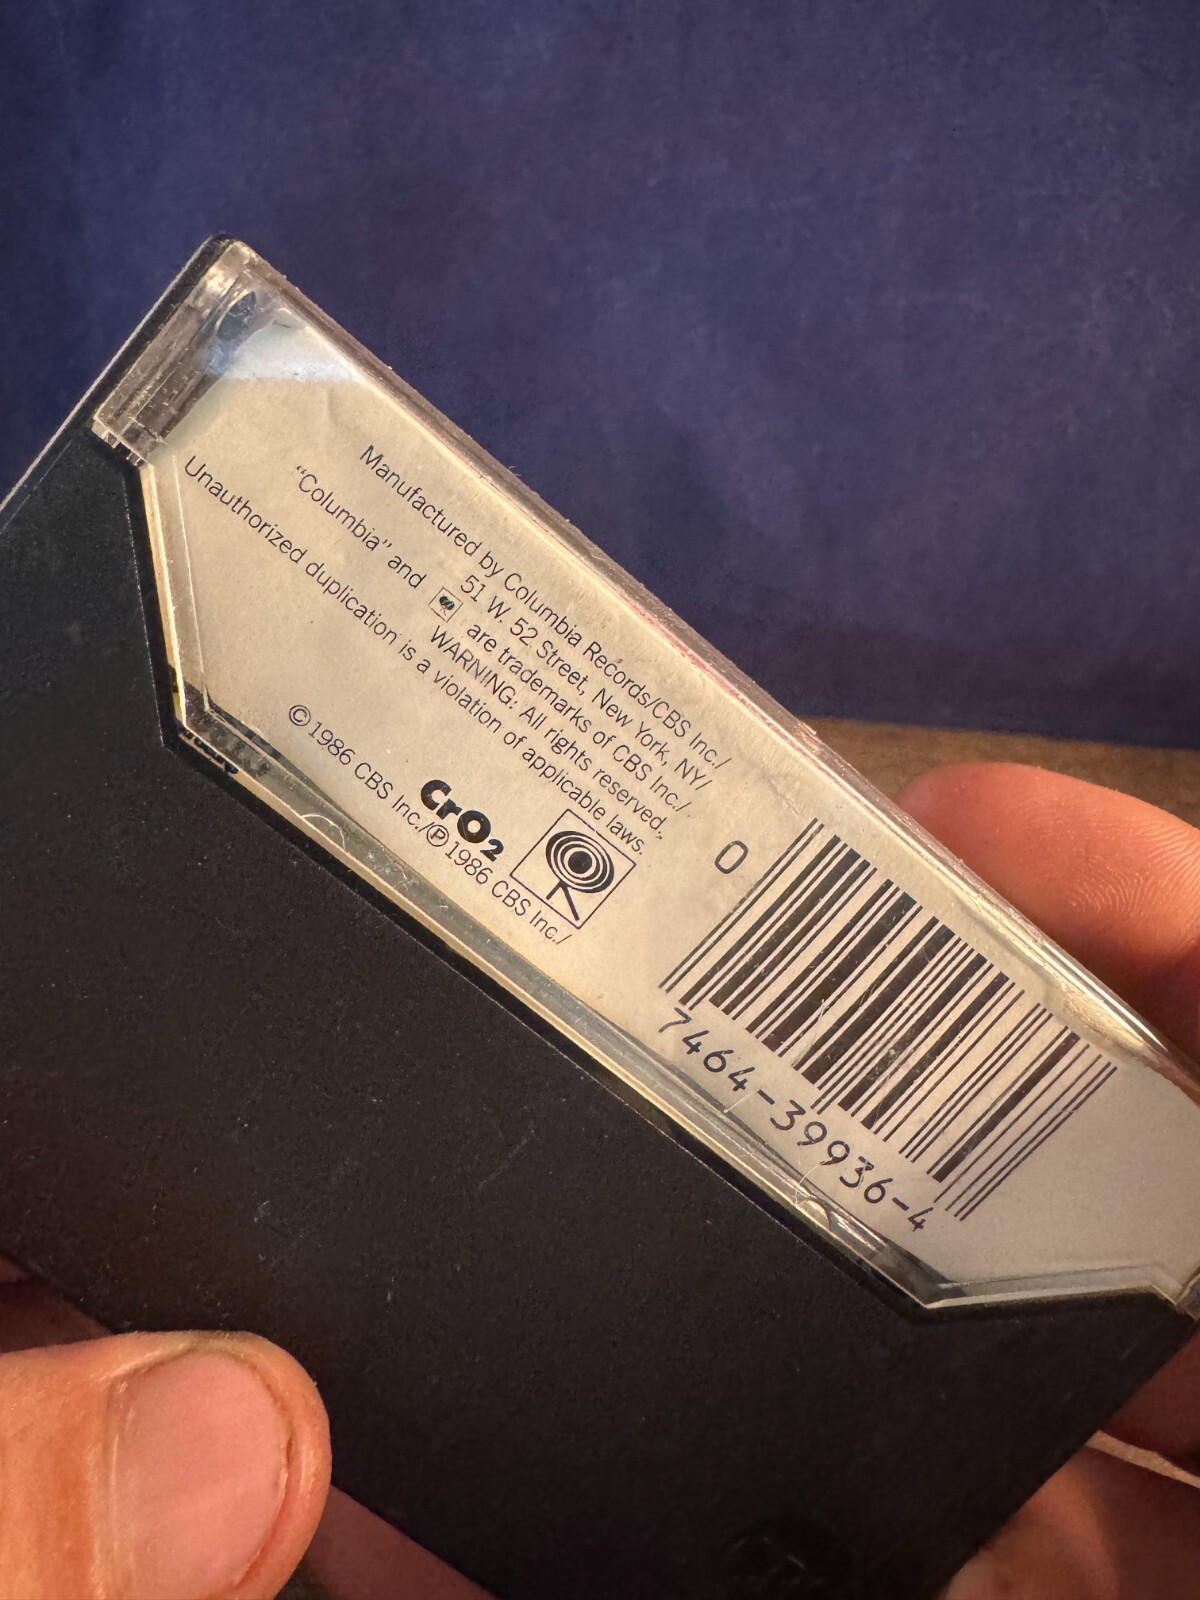 Manufactured by Columbia Records/CBS Inc./
51 W. 52 Street, New York, NY/
"Columbia" and are trademarks of CBS Inc./
WARNING: All rights reserved.
Unauthorized duplication is a violation of applicable laws.
CrO2
© 1986 CBS Inc./℗ 1986 CBS Inc./
0
7464-39936-4